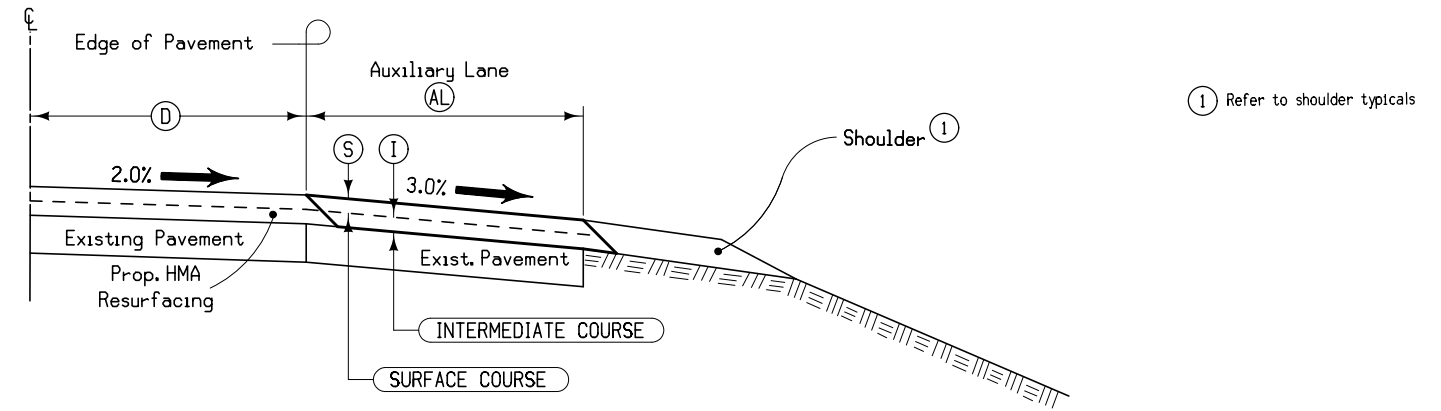 ℄
Edge of Pavement
Auxiliary Lane
AL
D
1 Refer to shoulder typicals
Shoulder 1
S I
2.0%
3.0%
Existing Pavement
Exist. Pavement
Prop. HMA
Resurfacing
INTERMEDIATE COURSE
SURFACE COURSE